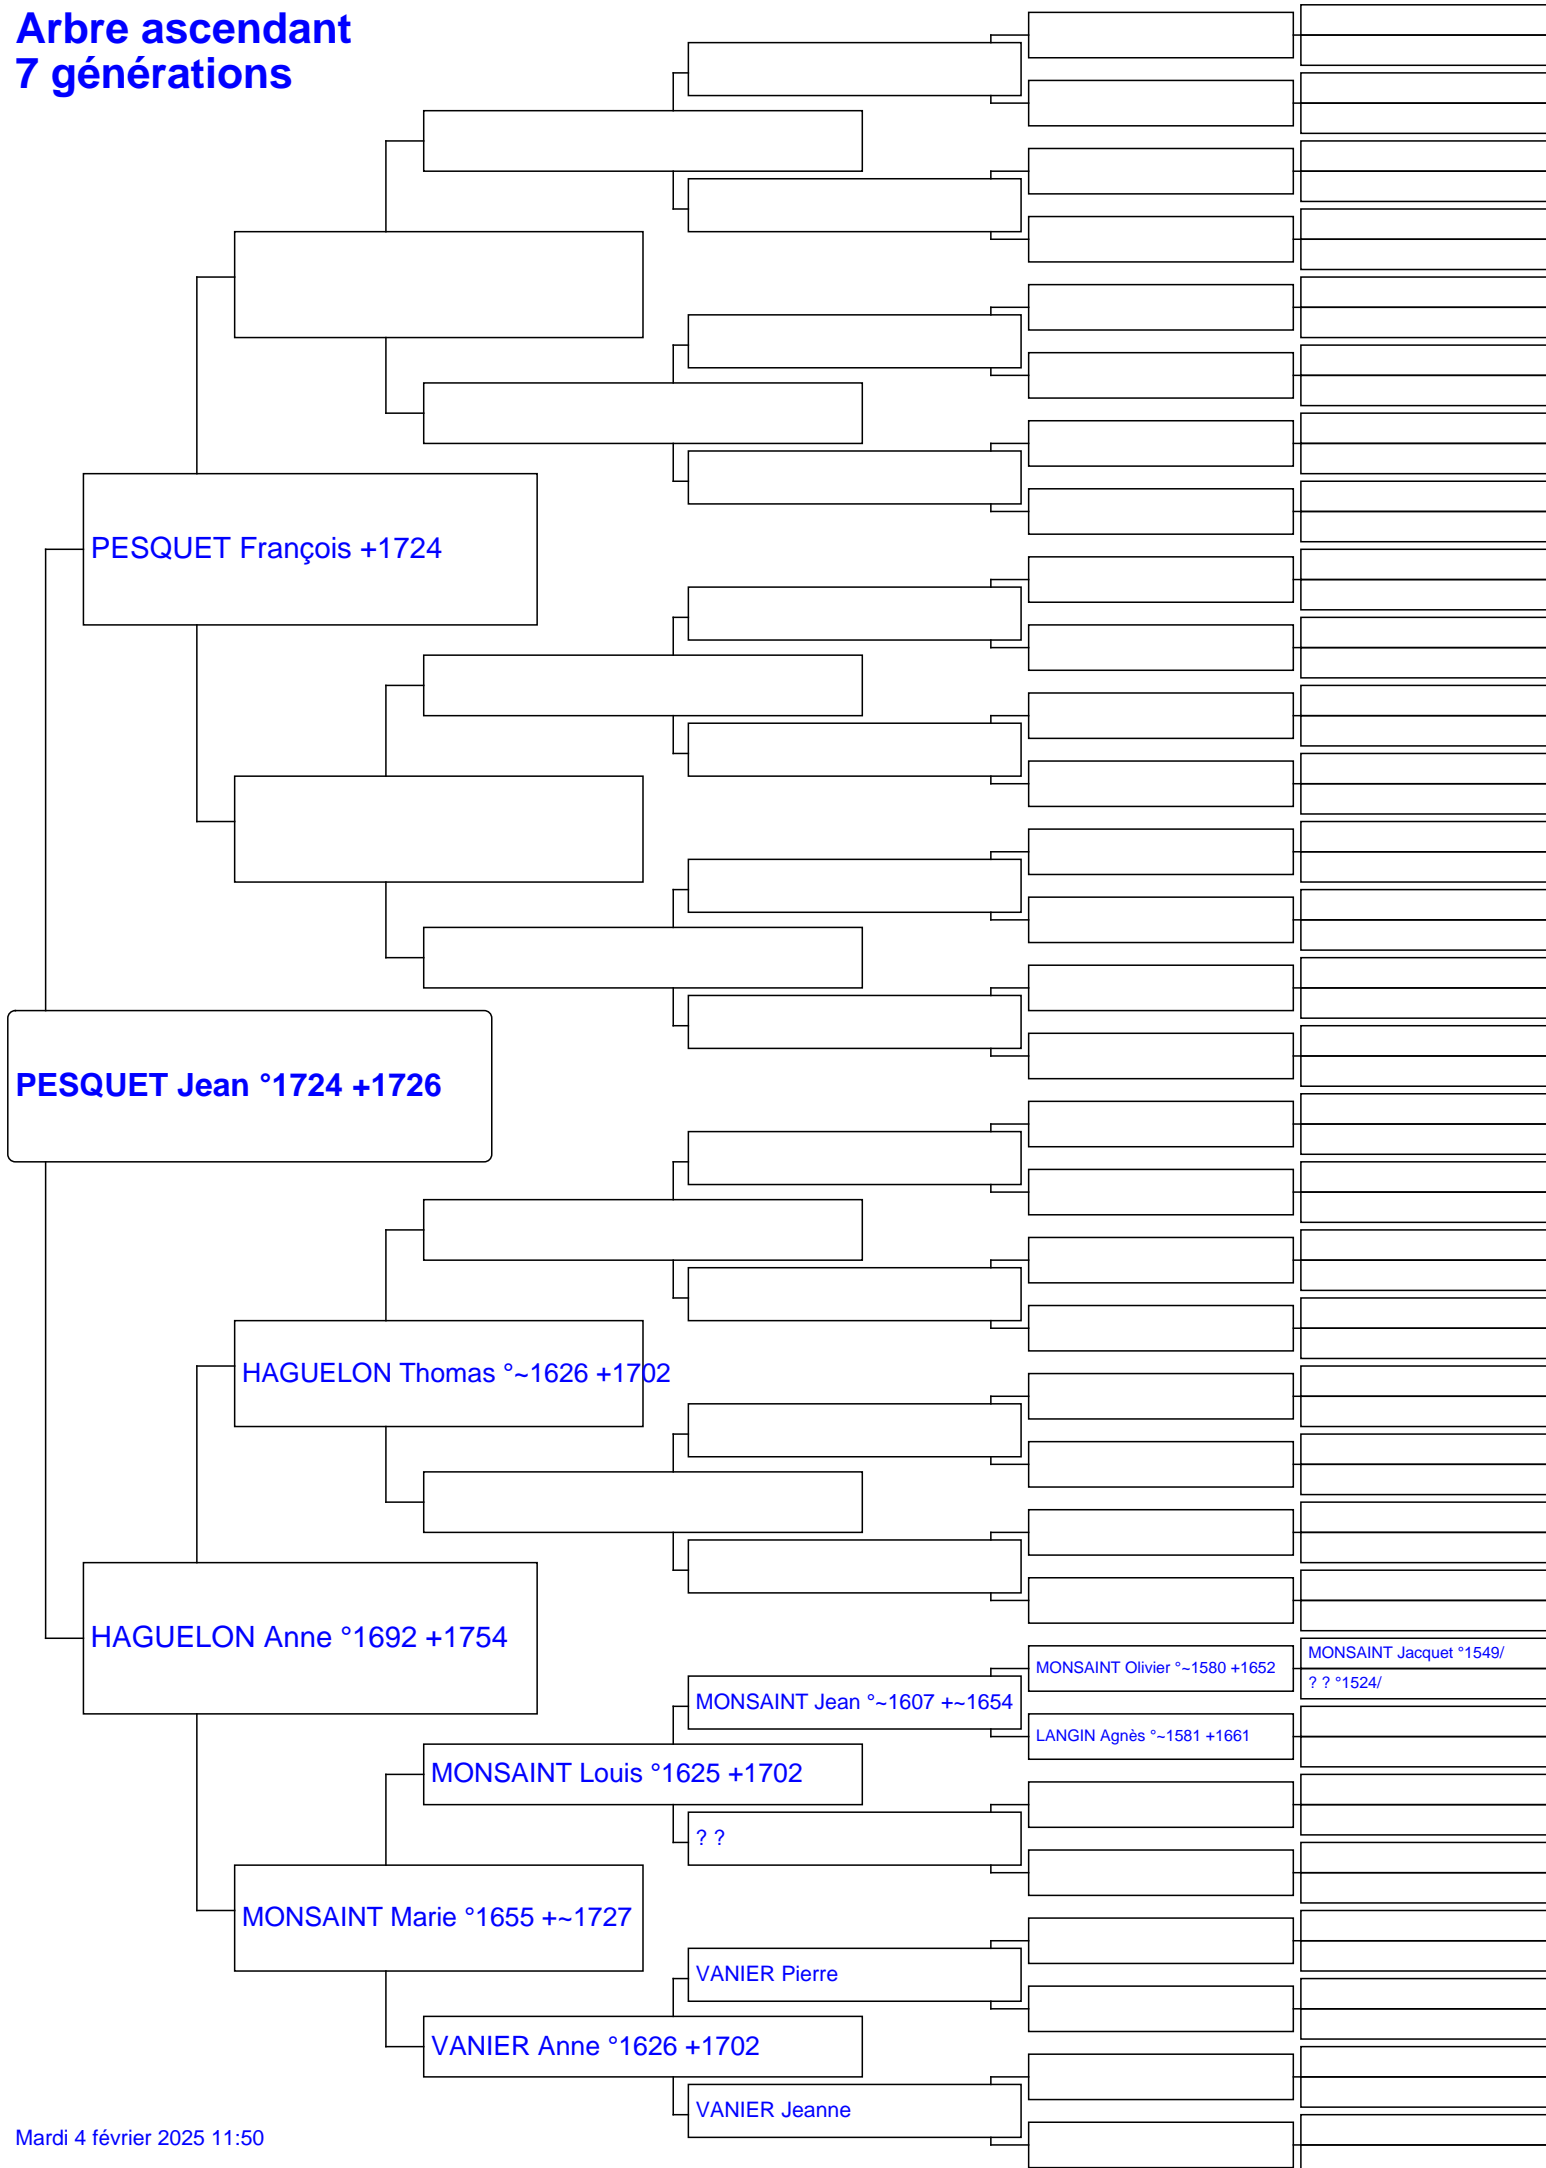 Arbre ascendant
7 générations
PESQUET François +1724
PESQUET Jean °1724 +1726
HAGUELON Thomas °~1626 +1702
HAGUELON Anne °1692 +1754
MONSAINT Jacquet °1549/
MONSAINT Olivier °~1580 +1652
? ? °1524/
MONSAINT Jean °~1607 +~1654
LANGIN Agnès °~1581 +1661
MONSAINT Louis °1625 +1702
? ?
MONSAINT Marie °1655 +~1727
VANIER Pierre
VANIER Anne °1626 +1702
VANIER Jeanne
Mardi 4 février 2025 11:50